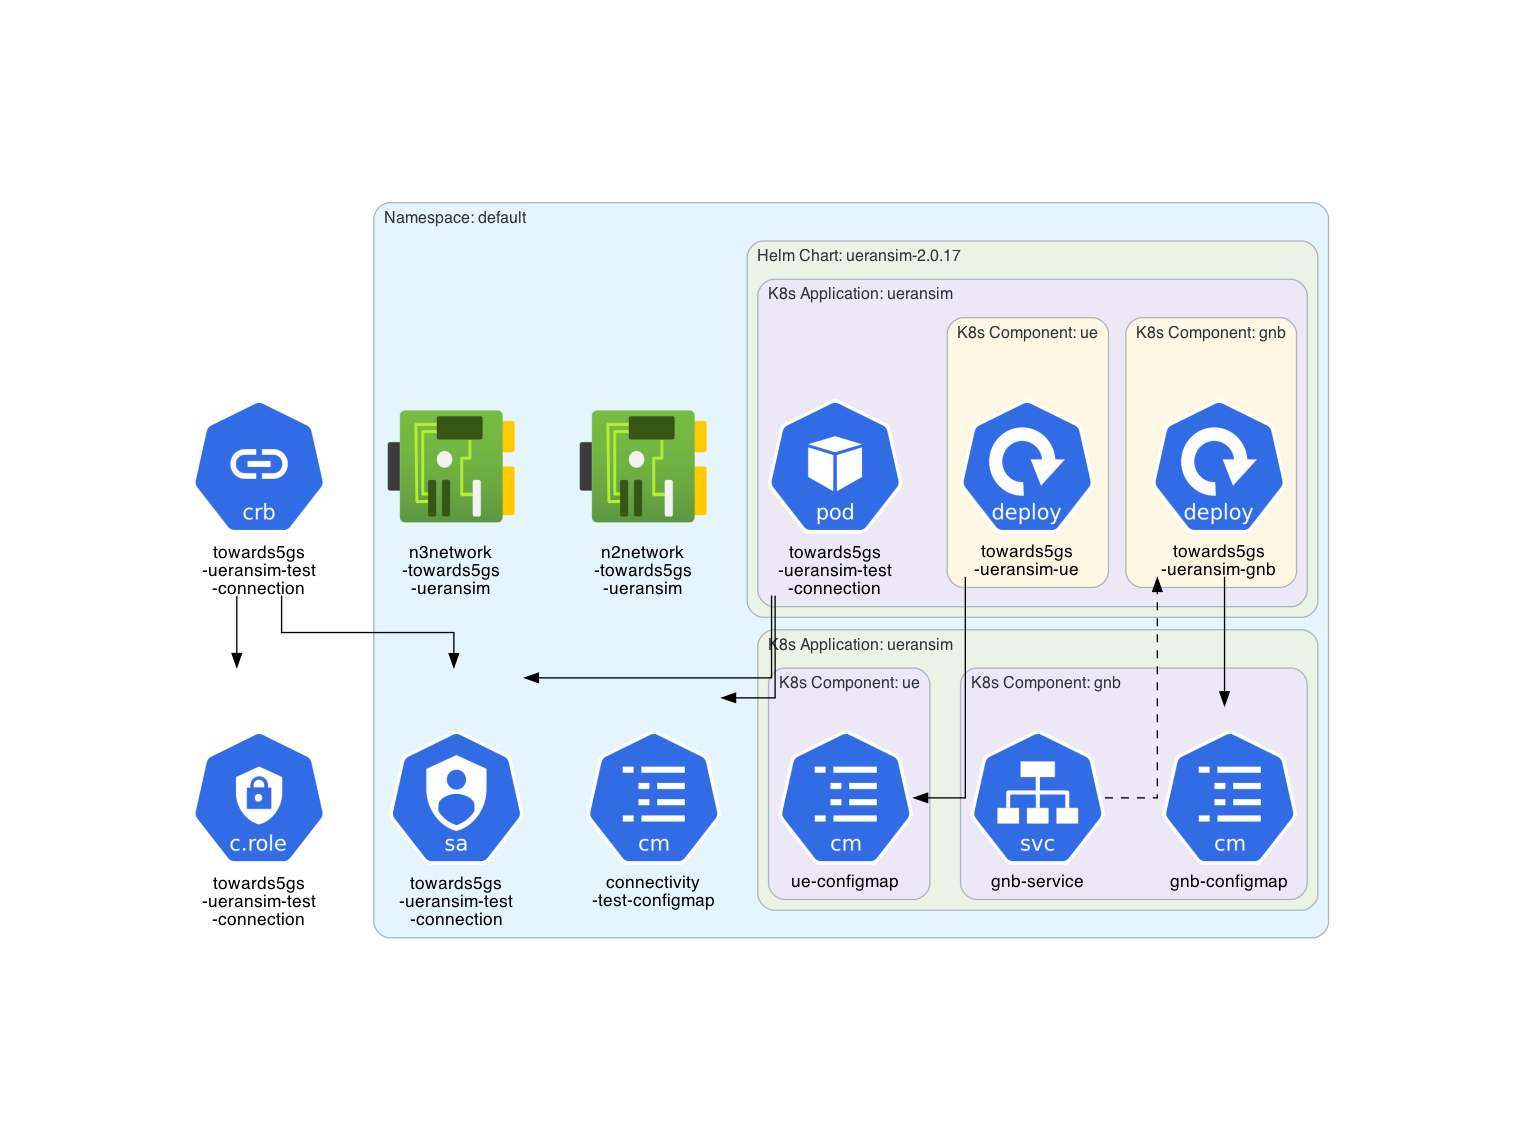 Namespace: default
Helm Chart: ueransim-2.0.17
K8s Application: ueransim
K8s Component: ue
K8s Component: gnb
crb
towards5gs
-ueransim-test
-connection
n3network
-towards5gs
-ueransim
n2network
-towards5gs
-ueransim
pod
towards5gs
-ueransim-test
-connection
deploy
towards5gs
-ueransim-ue
deploy
towards5gs
-ueransim-gnb
K8s Application: ueransim
K8s Component: ue
K8s Component: gnb
c.role
towards5gs
-ueransim-test
-connection
sa
towards5gs
-ueransim-test
-connection
cm
connectivity
-test-configmap
cm
ue-configmap
svc
gnb-service
cm
gnb-configmap